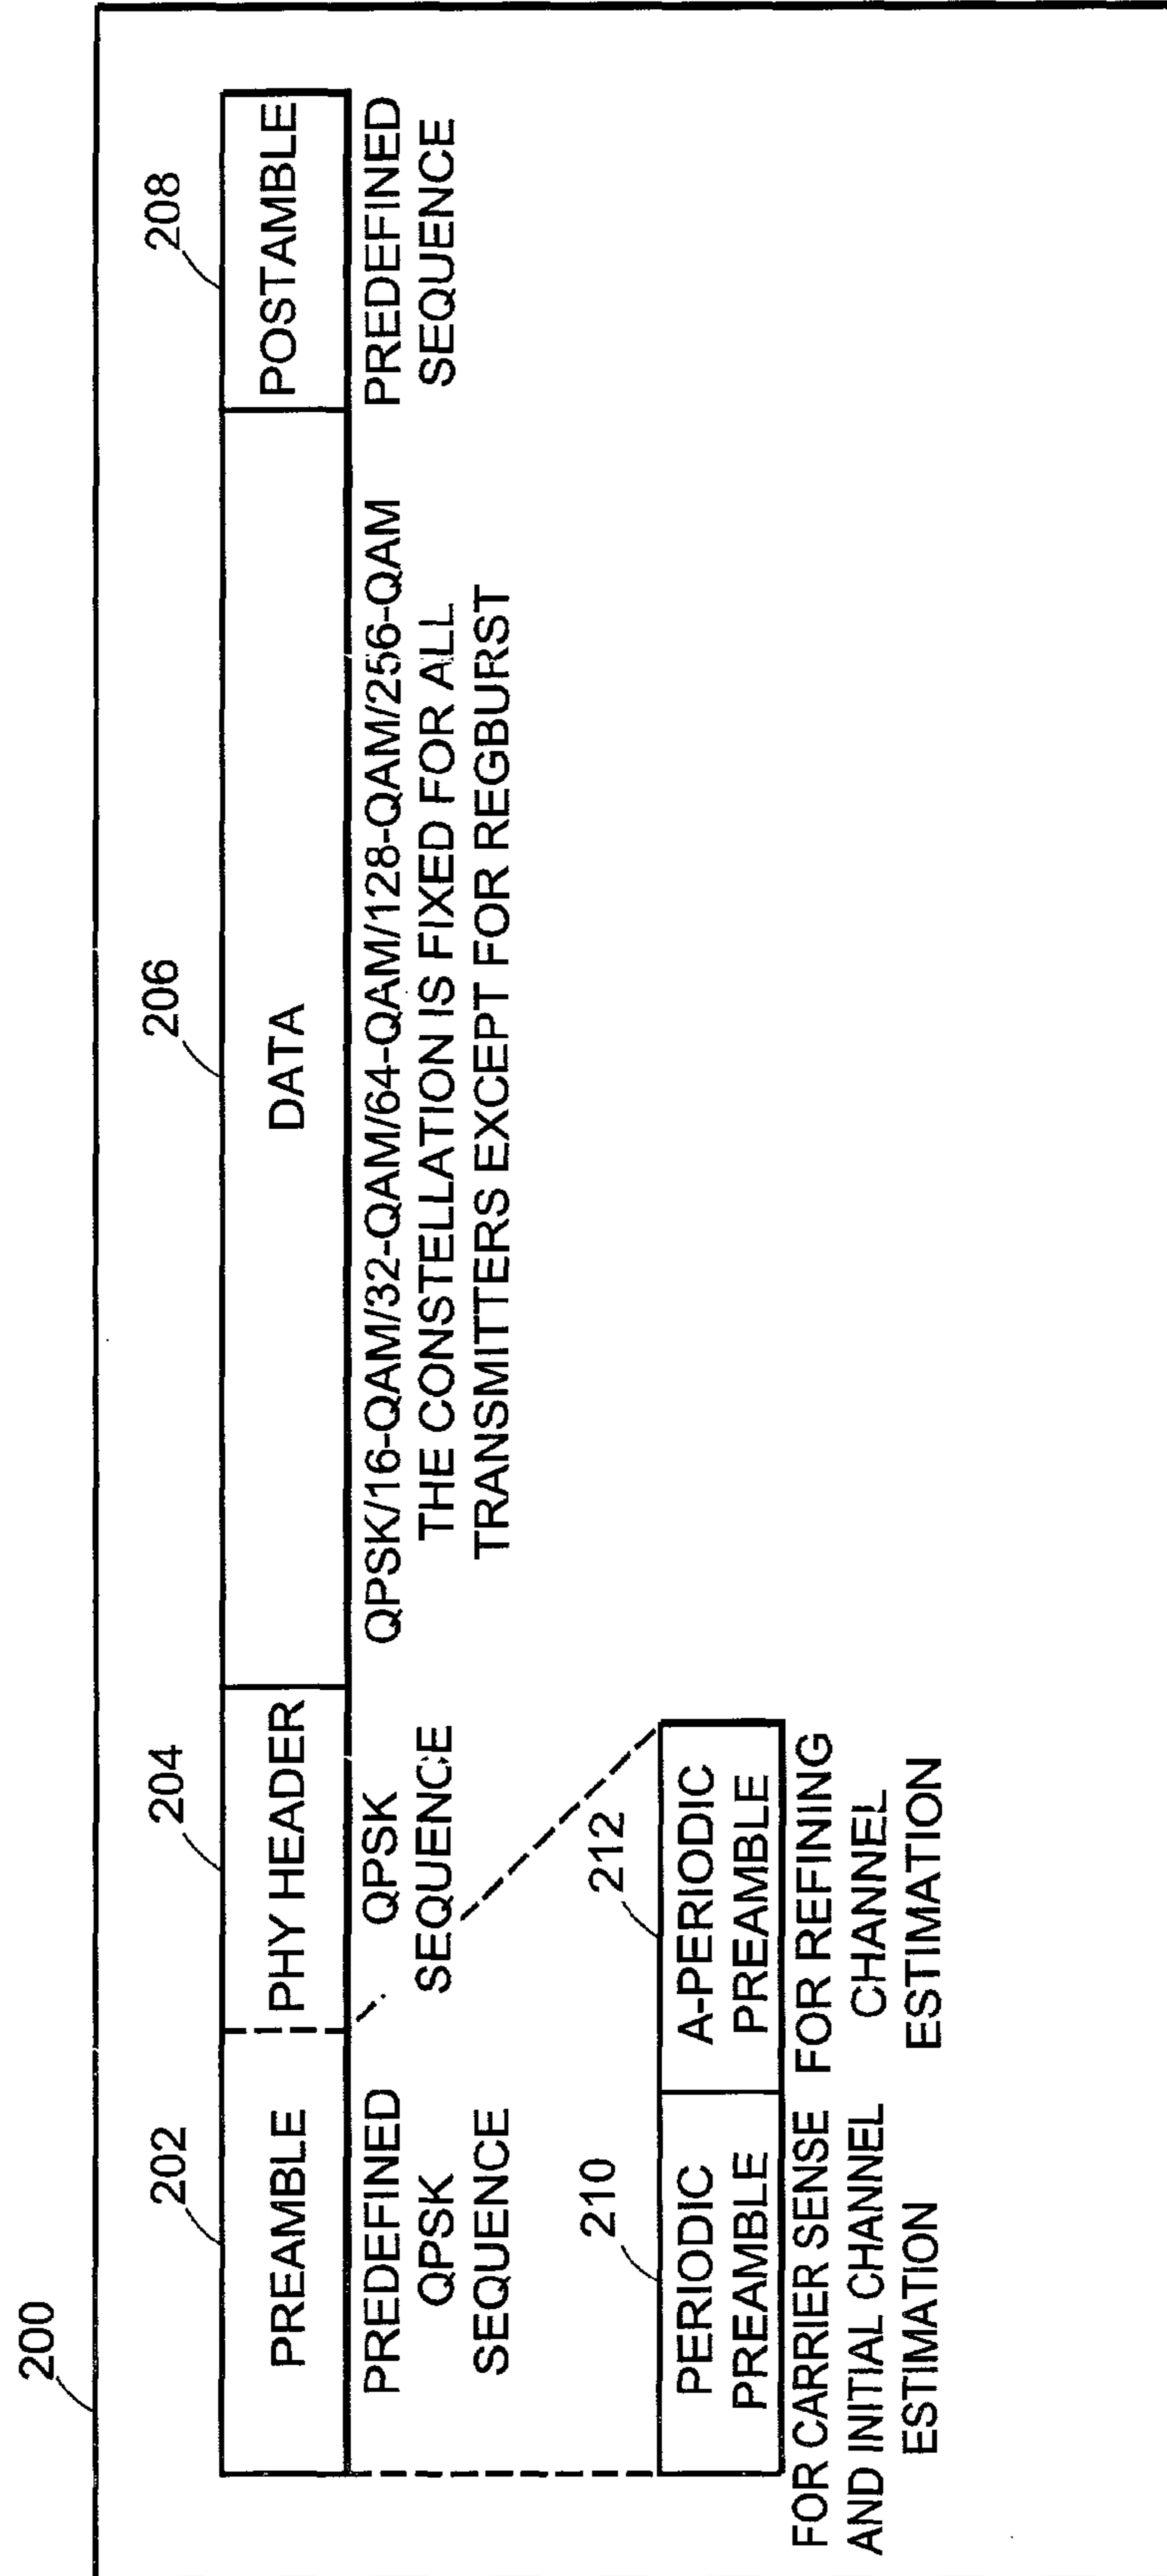 200
202
204
206
208
PREAMBLE
PHY HEADER
DATA
POSTAMBLE
PREDEFINED
QPSK
SEQUENCE
QPSK
SEQUENCE
QPSK/16-QAM/32-QAM/64-QAM/128-QAM/256-QAM
THE CONSTELLATION IS FIXED FOR ALL
TRANSMITTERS EXCEPT FOR REGBURST
PREDEFINED
SEQUENCE
210
212
PERIODIC
PREAMBLE
A-PERIODIC
PREAMBLE
FOR CARRIER SENSE
AND INITIAL CHANNEL
ESTIMATION
FOR REFINING
CHANNEL
ESTIMATION